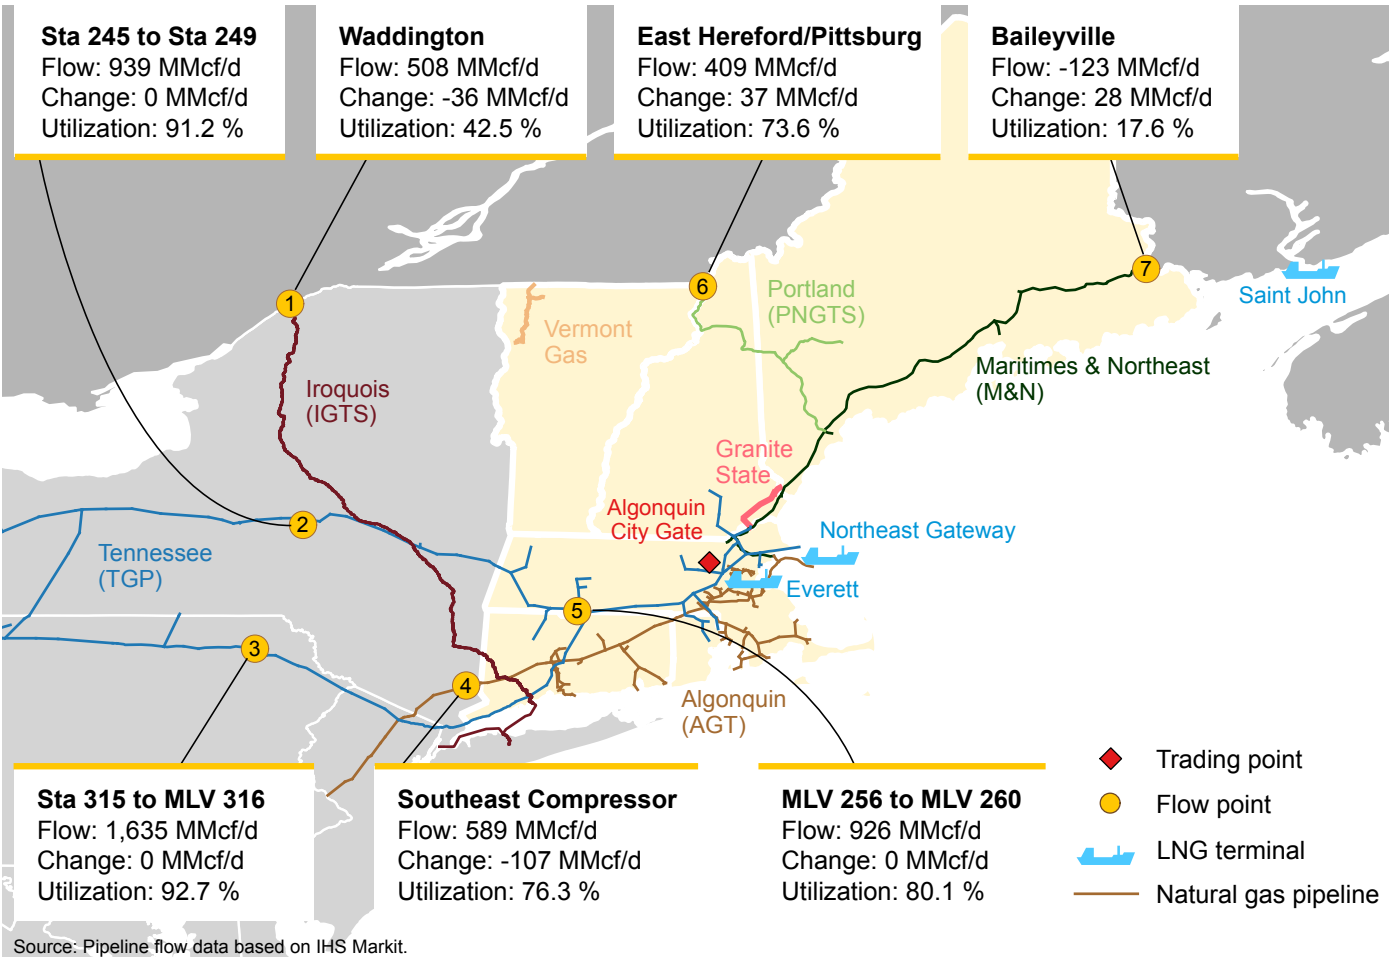 Sta 245 to Sta 249
Flow: 939 MMcf/d
Change: 0 MMcf/d
Utilization: 91.2 %
Waddington
Flow: 508 MMcf/d
Change: -36 MMcf/d
Utilization: 42.5 %
East Hereford/Pittsburg
Flow: 409 MMcf/d
Change: 37 MMcf/d
Utilization: 73.6 %
Baileyville
Flow: -123 MMcf/d
Change: 28 MMcf/d
Utilization: 17.6 %
1
6
7
Saint John
Portland
(PNGTS)
Vermont
Gas
Maritimes & Northeast
(M&N)
Iroquois
(IGTS)
Granite
State
Algonquin
City Gate
2
Northeast Gateway
Tennessee
(TGP)
Everett
5
3
4
Algonquin
(AGT)
Sta 315 to MLV 316
Flow: 1,635 MMcf/d
Change: 0 MMcf/d
Utilization: 92.7 %
Southeast Compressor
Flow: 589 MMcf/d
Change: -107 MMcf/d
Utilization: 76.3 %
MLV 256 to MLV 260
Flow: 926 MMcf/d
Change: 0 MMcf/d
Utilization: 80.1 %
Trading point
Flow point
LNG terminal
Natural gas pipeline
Source: Pipeline flow data based on IHS Markit.